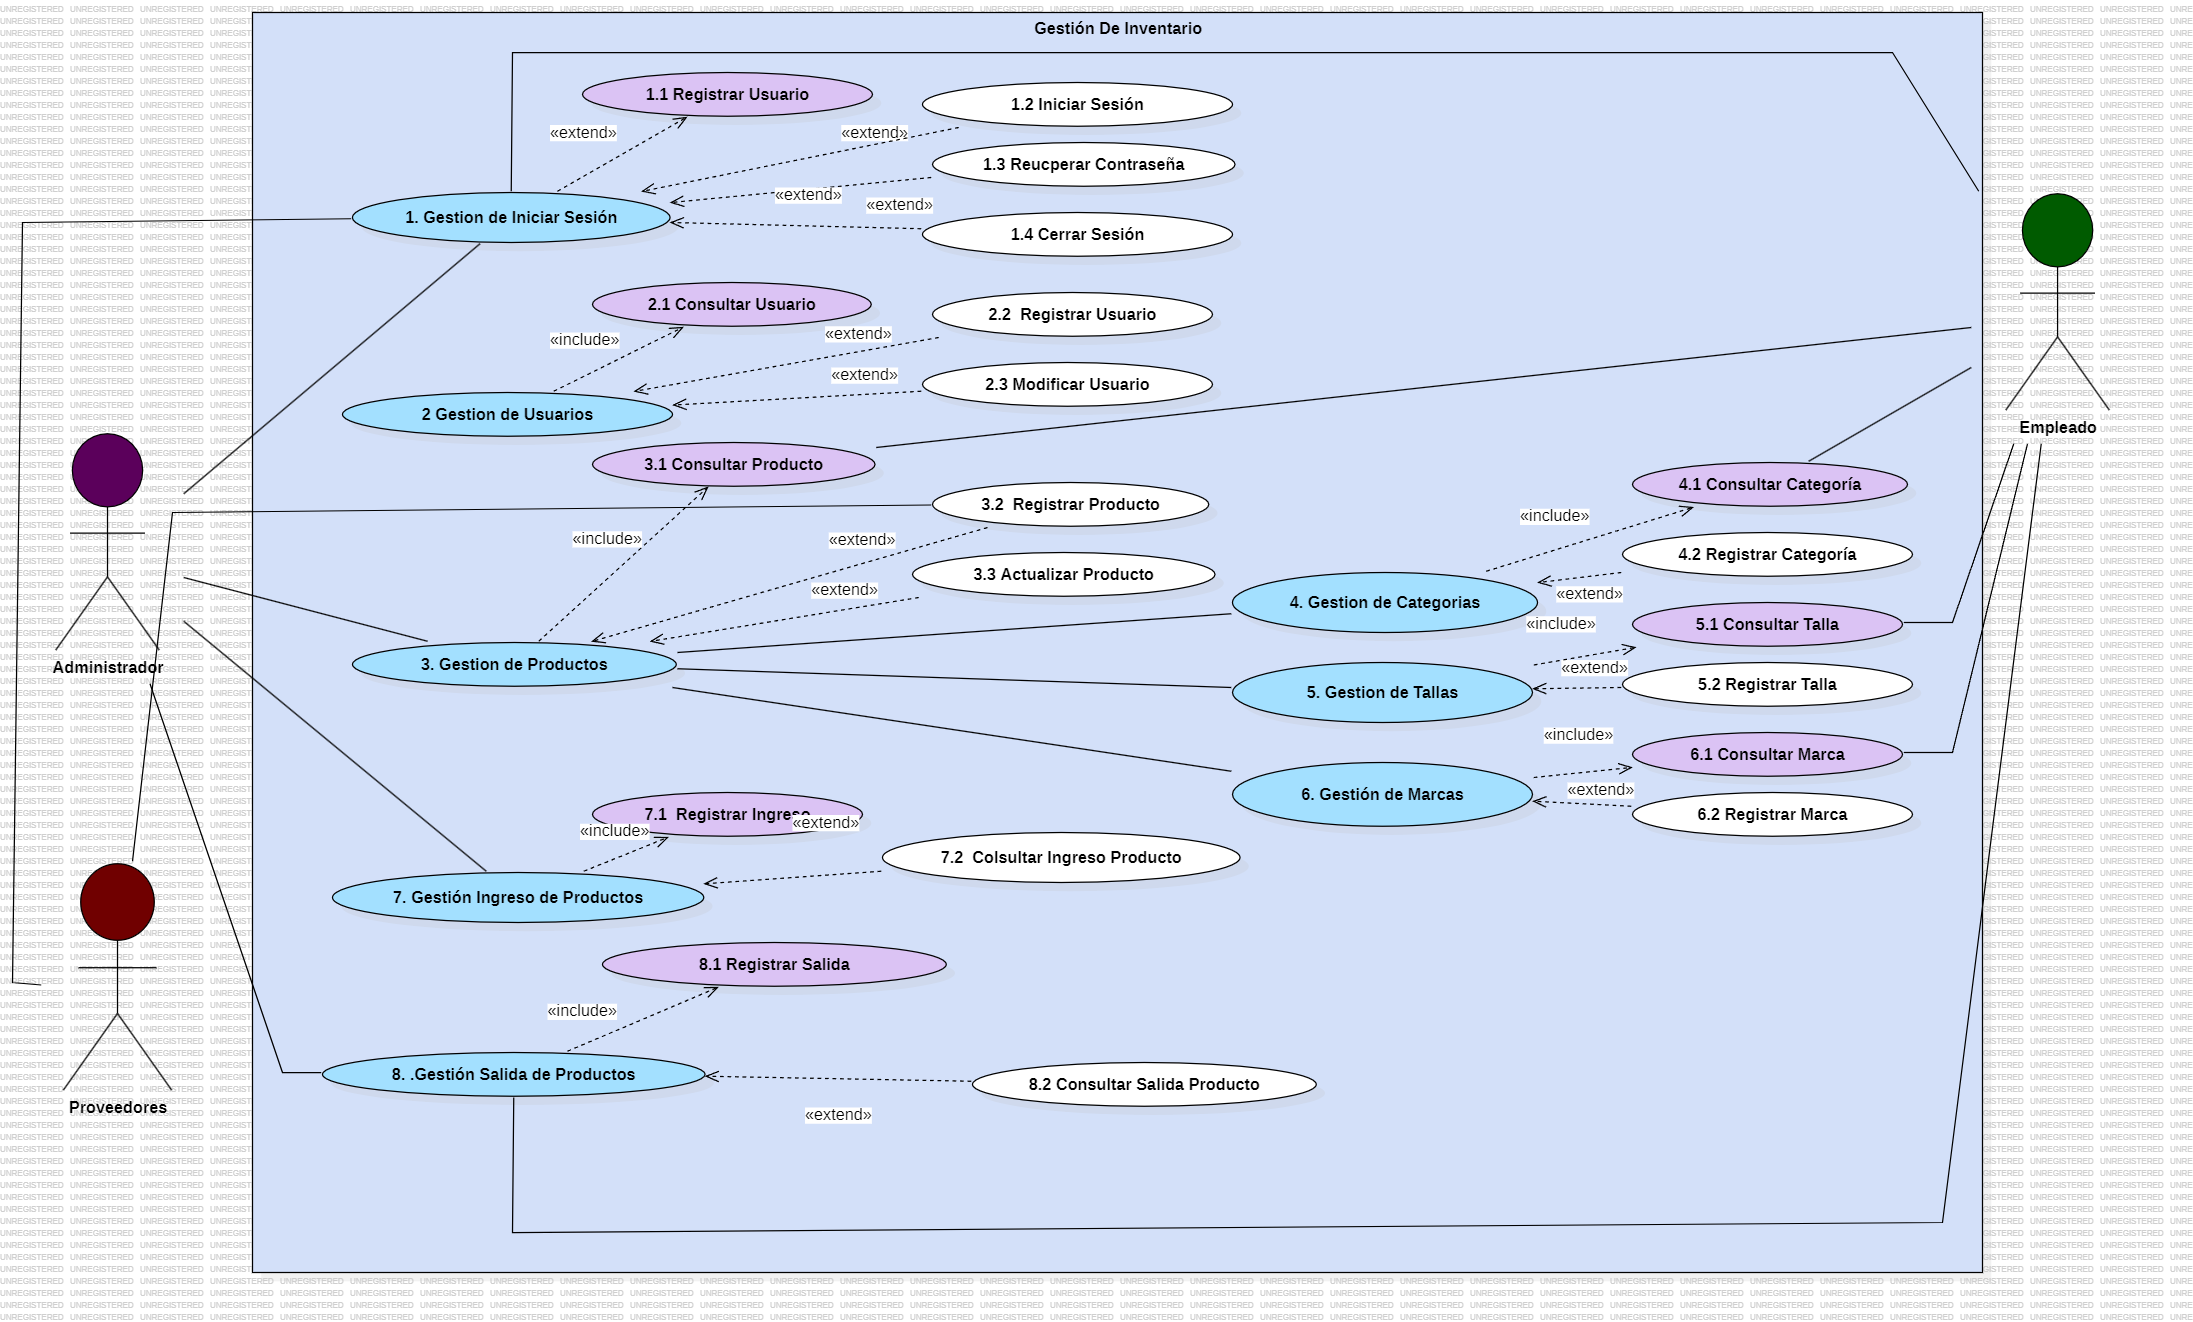 Gestión De Inventario
1.1 Registrar Usuario
1.2 Iniciar Sesión
«extend»
«extend»
1.3 Reucperar Contraseña
«extend»
«extend»
1. Gestion de Iniciar Sesión
1.4 Cerrar Sesión
2.1 Consultar Usuario
2.2 Registrar Usuario
«include»
«extend»
«extend»
2.3 Modificar Usuario
2 Gestion de Usuarios
Empleado
3.1 Consultar Producto
4.1 Consultar Categoría
3.2 Registrar Producto
«include»
«include»
«extend»
4.2 Registrar Categoría
3.3 Actualizar Producto
«extend»
«extend»
4. Gestion de Categorias
«include»
5.1 Consultar Talla
Administrador
3. Gestion de Productos
«extend»
5. Gestion de Tallas
5.2 Registrar Talla
«include»
6.1 Consultar Marca
«extend»
6. Gestión de Marcas
6.2 Registrar Marca
7.1 Registrar Ingreso
«extend»
«include»
7.2 Colsultar Ingreso Producto
7. Gestión Ingreso de Productos
8.1 Registrar Salida
«include»
8. .Gestión Salida de Productos
8.2 Consultar Salida Producto
Proveedores
«extend»
UNREGISTERED